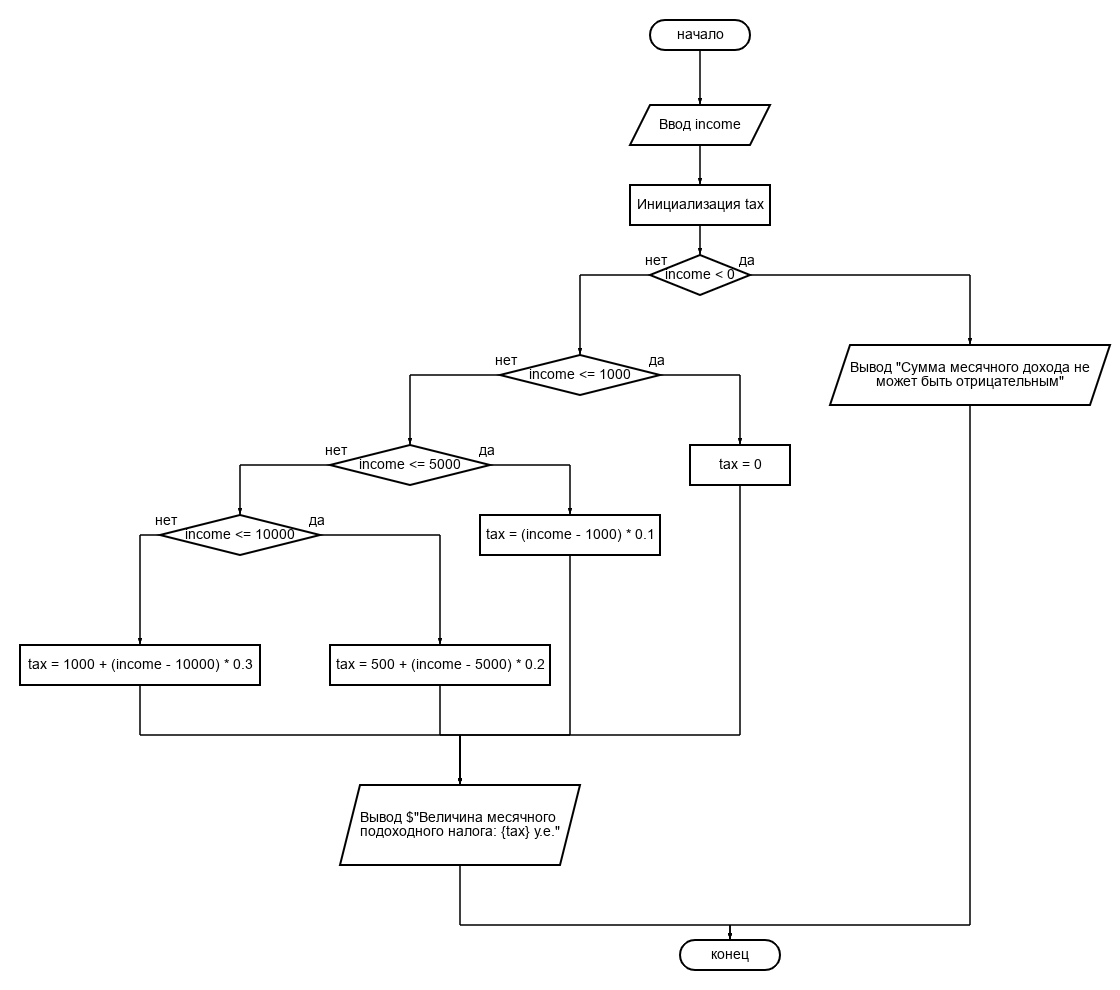 начало
Ввод income
Инициализация tax
нет
да
income < 0
нет
да
income <= 1000
Вывод "Сумма месячного дохода не
может быть отрицательным"
нет
да
income <= 5000
tax = 0
нет
да
income <= 10000
tax = (income - 1000) * 0.1
tax = 1000 + (income - 10000) * 0.3
tax = 500 + (income - 5000) * 0.2
Вывод $"Величина месячного
подоходного налога: {tax} у.е."
конец